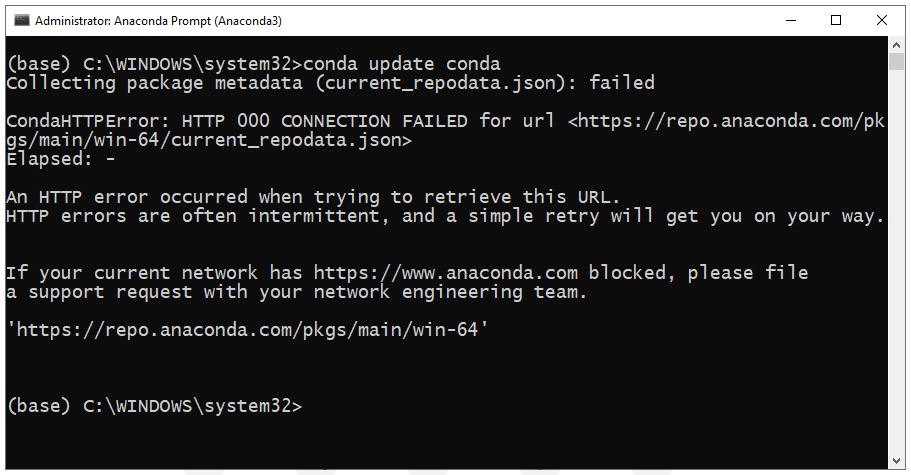 Administrator: Anaconda Prompt (Anaconda3)
(base) C:\WINDOWS\system32>conda update conda
Collecting package metadata (current_repodata.json): failed
CondaHTTPError: HTTP 000 CONNECTION FAILED for url <https://repo.anaconda.com/pk
gs/main/win-64/current_repodata.json>
Elapsed: -
An HTTP error occurred when trying to retrieve this URL.
HTTP errors are often intermittent, and a simple retry will get you on your way.
If your current network has https://www.anaconda.com blocked, please file
a support request with your network engineering team.
'https://repo.anaconda.com/pkgs/main/win-64'
(base) C:\WINDOWS\system32>